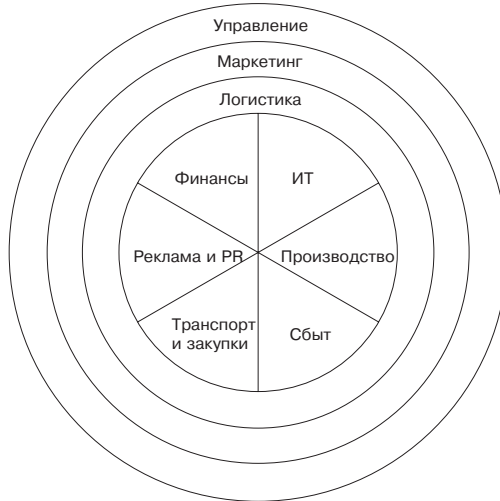 Управление
Маркетинг
Логистика
Финансы
ИТ
Реклама и PR
Производство
Транспорт
и закупки
Сбыт